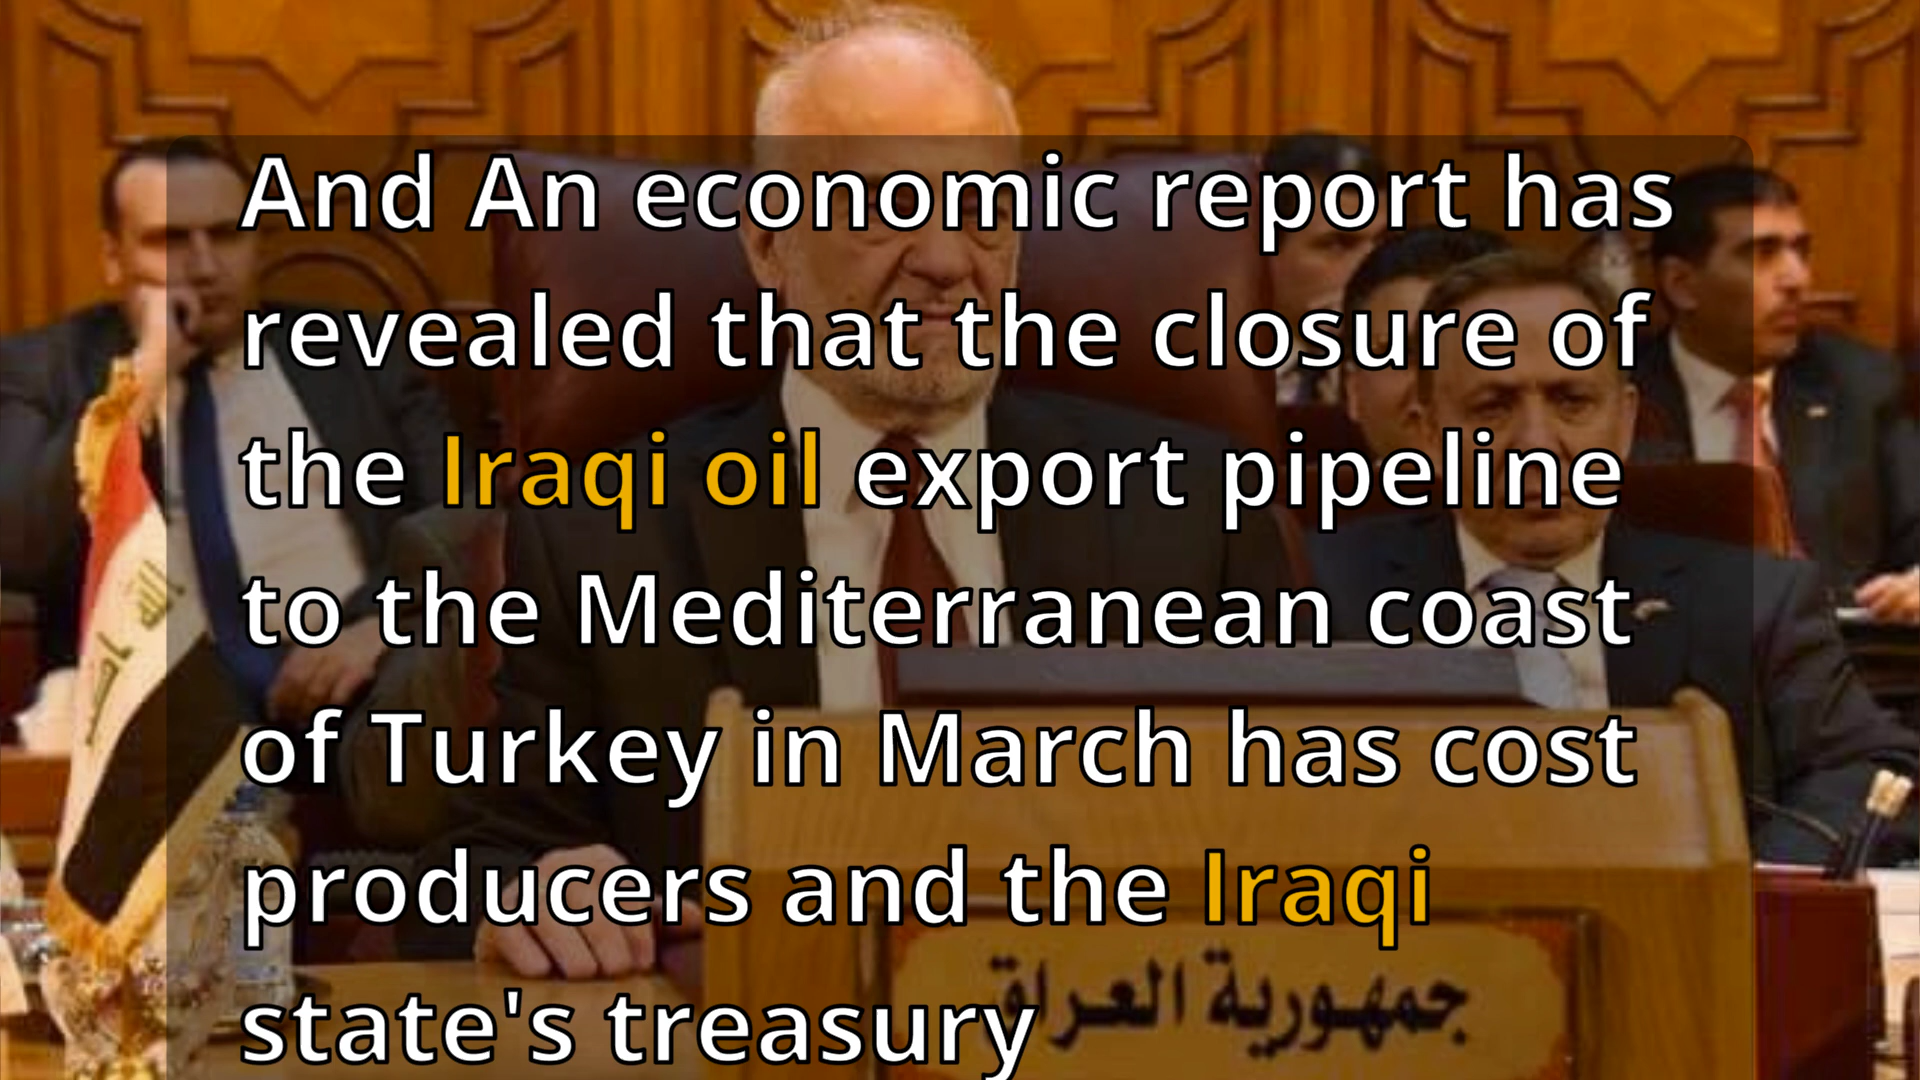 And An economic report has
revealed that the closure of
the Iraqi oil export pipeline
to the Mediterranean coast
of Turkey in March has cost
producers and the Iraqi
state's treasury
جمهورية العراق